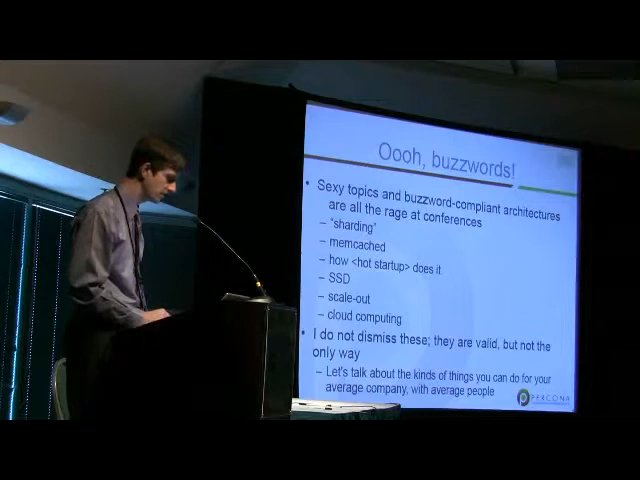 Oooh, buzzwords!
• Sexy topics and buzzword-compliant architectures
are all the rage at conferences
– "sharding"
– memcached
– how <hot startup> does it
– SSD
– scale-out
– cloud computing
• I do not dismiss these; they are valid, but not the
only way
– Let's talk about the kinds of things you can do for your
average company, with average people
PERCONA